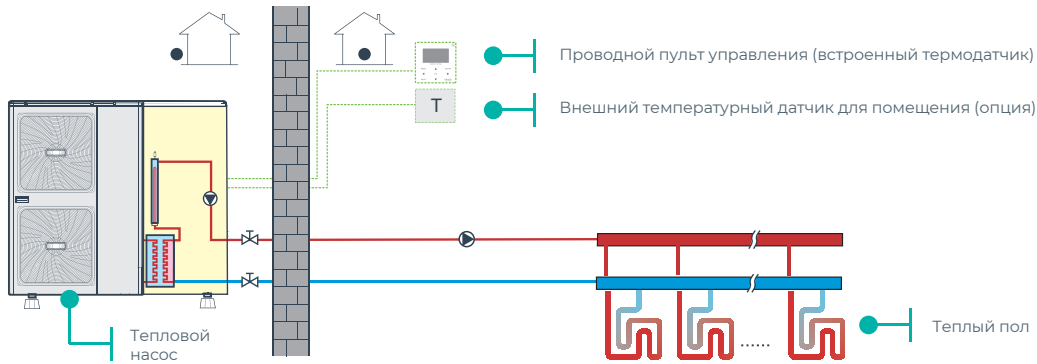 Проводной пульт управления (встроенный термодатчик)
T
Внешний температурный датчик для помещения (опция)
Тепловой
насос
Теплый пол
......